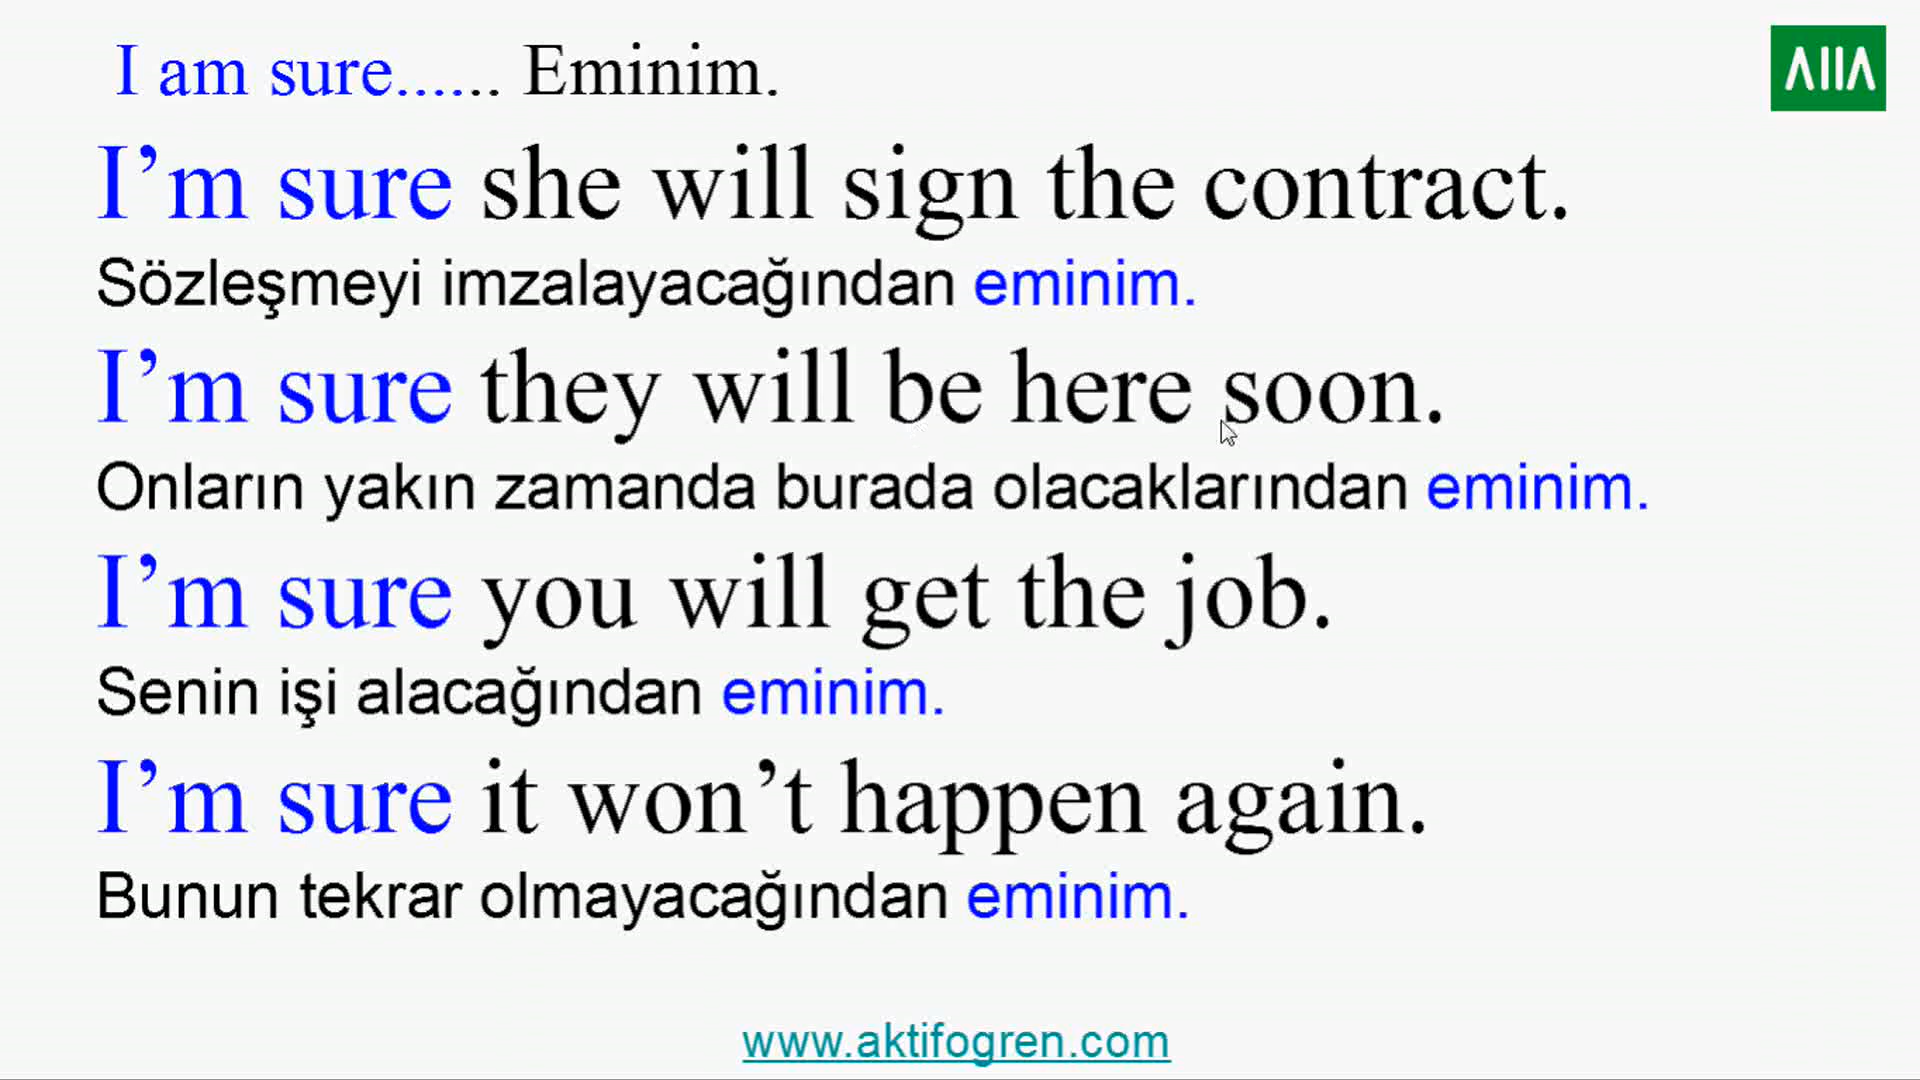 I am sure...... Eminim.
I’m sure she will sign the contract.
Sözleşmeyi imzalayacağından eminim.
I’m sure they will be here soon.
Onların yakın zamanda burada olacaklarından eminim.
I’m sure you will get the job.
Senin işi alacağından eminim.
I’m sure it won’t happen again.
Bunun tekrar olmayacağından eminim.
www.aktifogren.com